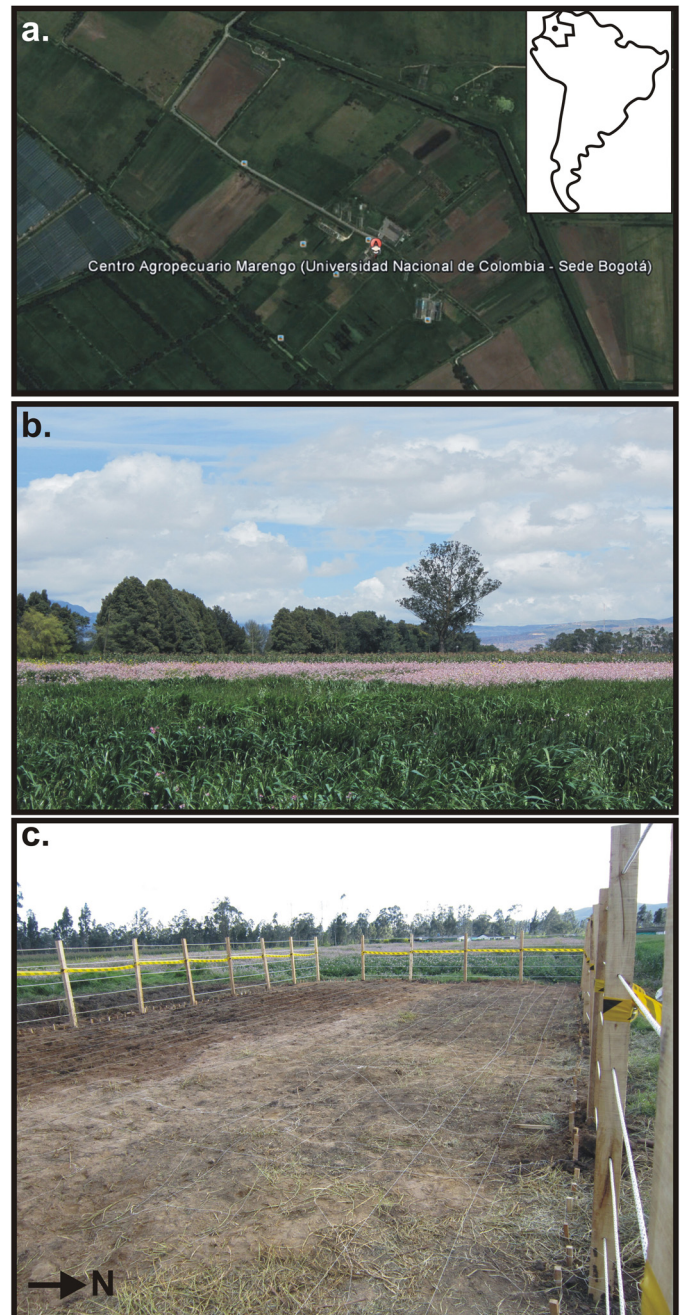 a.
Centro Agropecuario Marengo (Universidad Nacional de Colombia - Sede Bogotá)
b.
c.
N